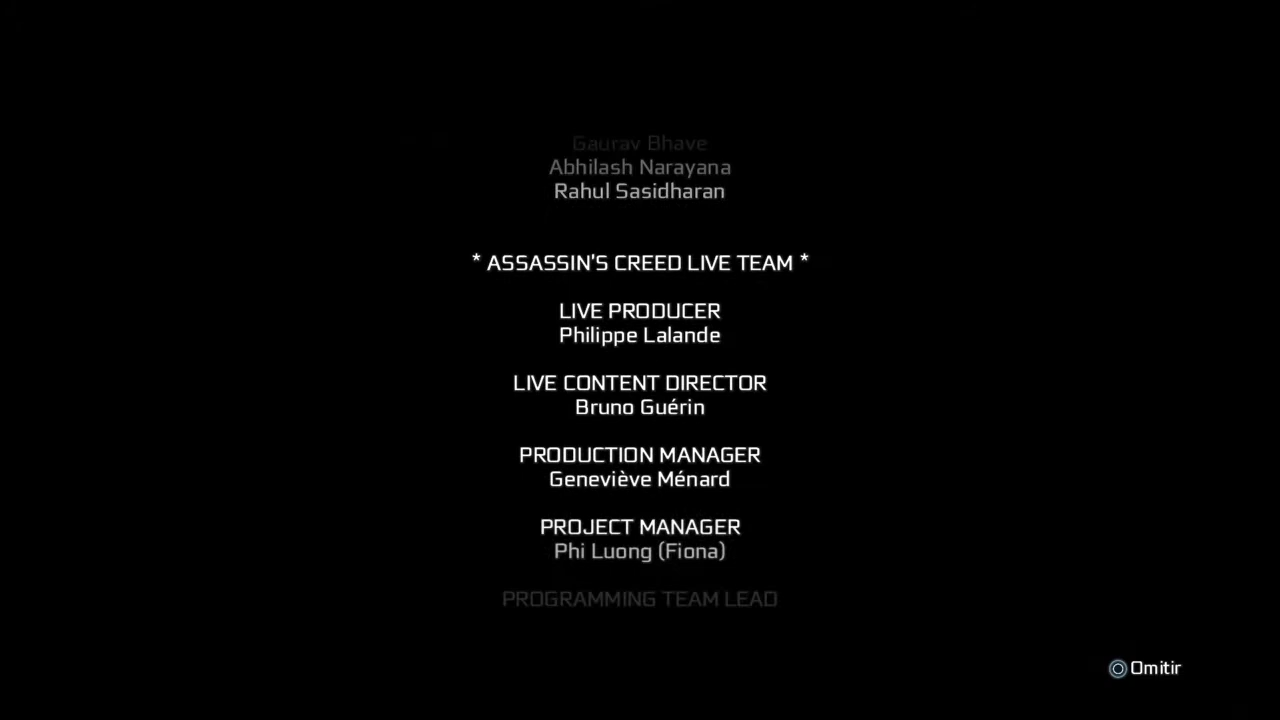 Gaurav Bhave
Abhilash Narayana
Rahul Sasidharan
* ASSASSIN'S CREED LIVE TEAM *
LIVE PRODUCER
Philippe Lalande
LIVE CONTENT DIRECTOR
Bruno Guérin
PRODUCTION MANAGER
Geneviève Ménard
PROJECT MANAGER
Phi Luong (Fiona)
PROGRAMMING TEAM LEAD
Omitir